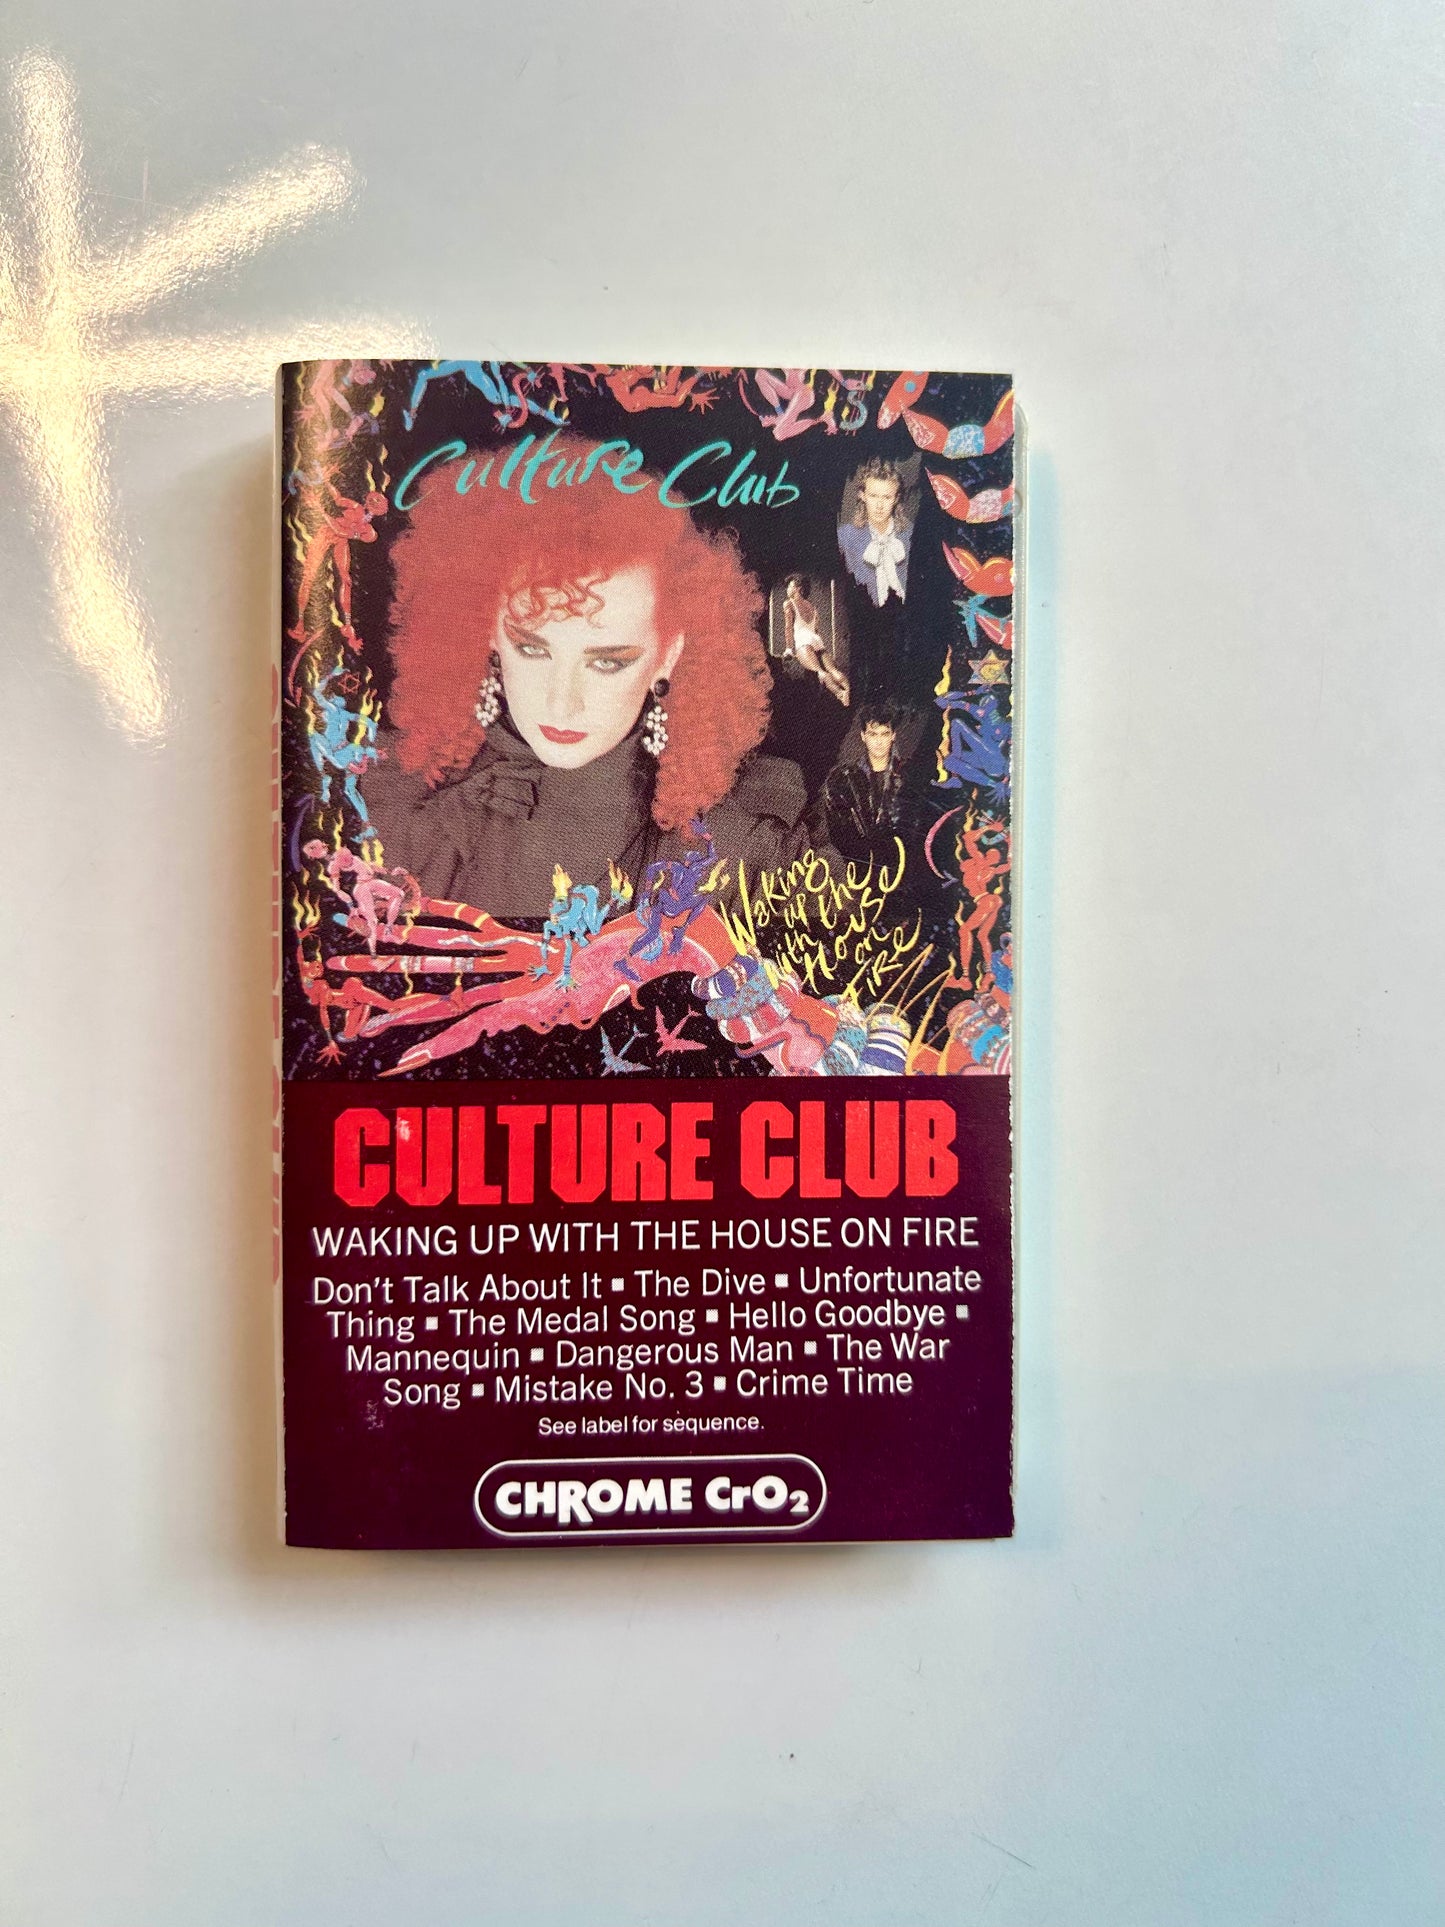 Culture Club
Waking
up the
with the
House
on
FIRE
CULTURE CLUB
WAKING UP WITH THE HOUSE ON FIRE
Don't Talk About It ▪ The Dive ▪ Unfortunate
Thing ▪ The Medal Song ▪ Hello Goodbye ▪
Mannequin ▪ Dangerous Man ▪ The War
Song ▪ Mistake No. 3 ▪ Crime Time
See label for sequence.
CHROME CrO₂